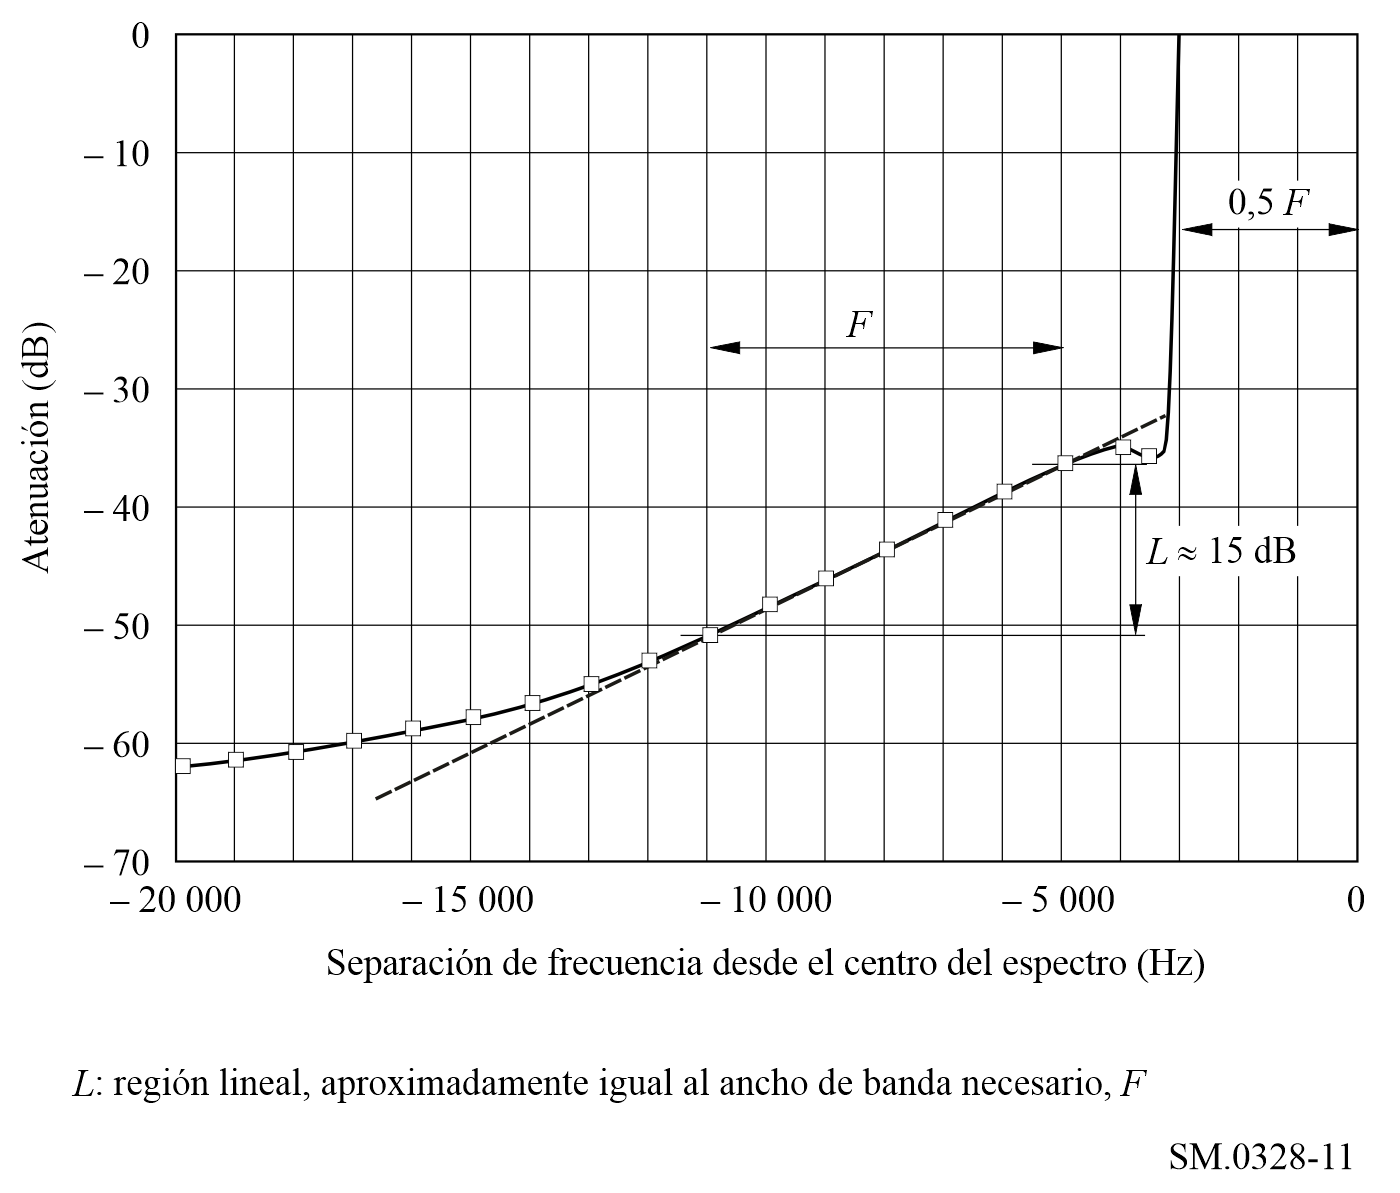 0
– 10
– 20
– 30
– 40
– 50
– 60
– 70
Atenuación (dB)
0,5 F
F
L ≈ 15 dB
– 20 000 – 15 000 – 10 000 – 5 000 0
Separación de frecuencia desde el centro del espectro (Hz)
L: región lineal, aproximadamente igual al ancho de banda necesario, F
SM.0328-11